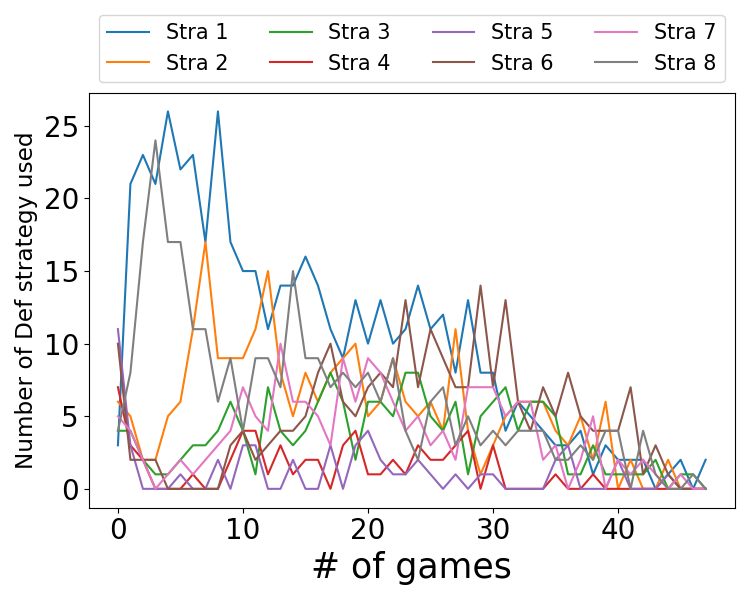 Stra 1 Stra 3 Stra 5 Stra 7
Stra 2 Stra 4 Stra 6 Stra 8
Number of Def strategy used
25
20
15
10
5
0
0 10 20 30 40
# of games